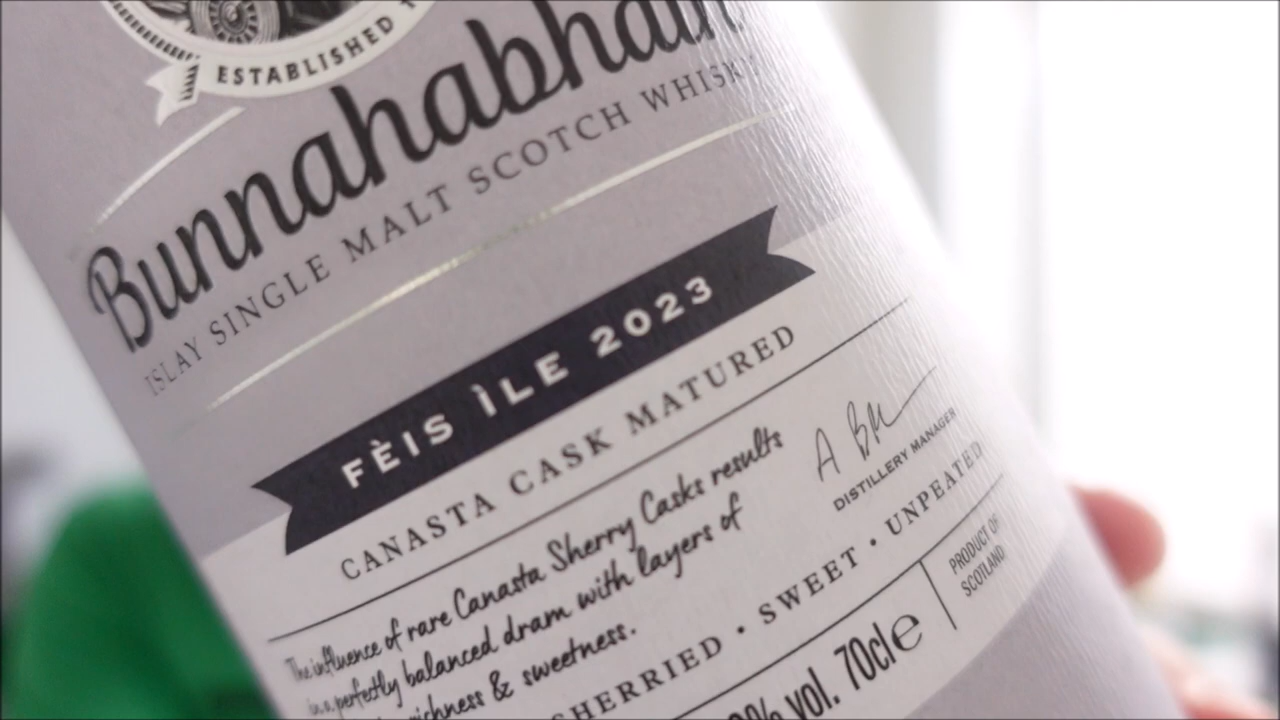 ESTABLISHED
Bunnahabhain
ISLAY SINGLE MALT SCOTCH WHISKY
FÈIS ÌLE 2023
CANASTA CASK MATURED
The influence of rare Canasta Sherry Casks results
in a perfectly balanced dram with layers of
richness & sweetness.
A Bu
DISTILLERY MANAGER
SHERRIED • SWEET • UNPEATED
% vol. 70cl e
PRODUCT OF
SCOTLAND